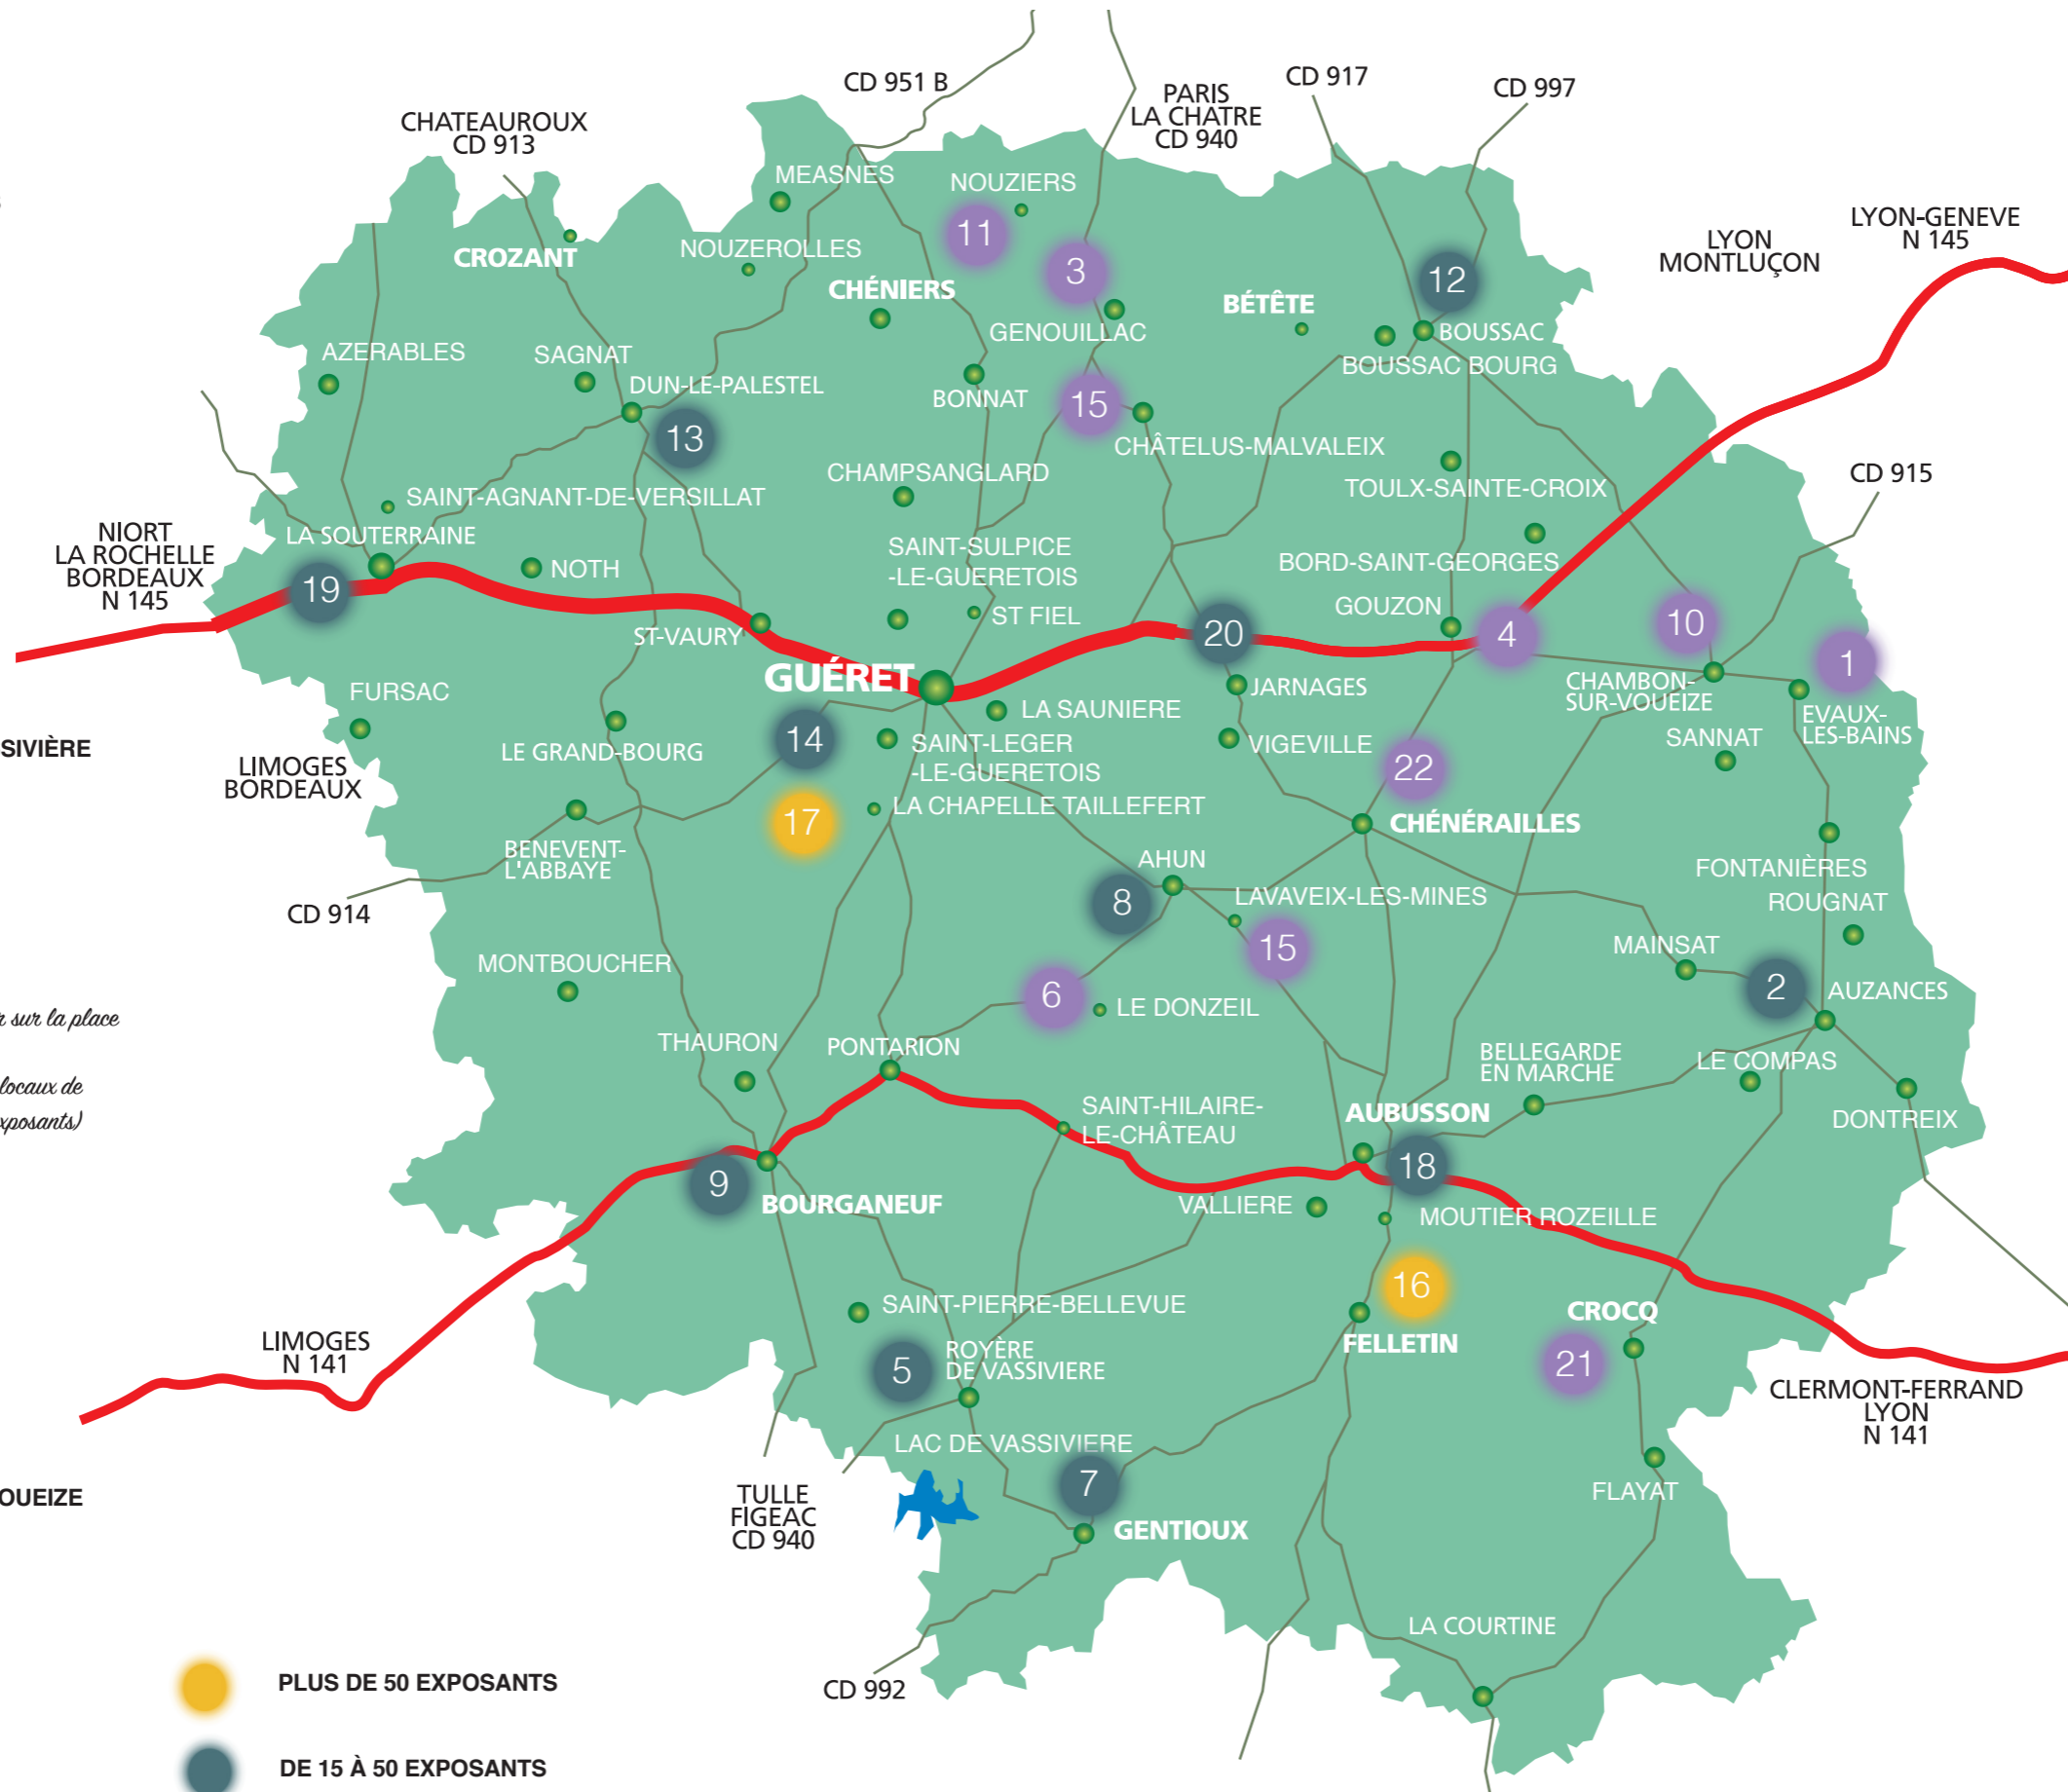 CD 951 B
CD 917
CD 997
PARIS
LA CHATRE
CD 940
CHATEAUROUX
CD 913
MEASNES
NOUZIERS
LYON-GENEVE
N 145
LYON
MONTLUÇON
11
CROZANT
NOUZEROLLES
3
12
CHÉNIERS
BÉTÊTE
GENOUILLAC
BOUSSAC
BOUSSAC BOURG
AZERABLES
SAGNAT
DUN-LE-PALESTEL
BONNAT
15
13
CHÂTELUS-MALVALEIX
CHAMPSANGLARD
CD 915
TOULX-SAINTE-CROIX
SAINT-AGNANT-DE-VERSILLAT
LA SOUTERRAINE
NIORT
LA ROCHELLE
BORDEAUX
N 145
SAINT-SULPICE
-LE-GUERETOIS
BORD-SAINT-GEORGES
NOTH
19
GOUZON
ST FIEL
ST-VAURY
20
4
10
1
GUÉRET
JARNAGES
CHAMBON-
SUR-VOUEIZE
FURSAC
LA SAUNIERE
EVAUX-
LES-BAINS
SIVIÈRE
LE GRAND-BOURG
14
SAINT-LEGER
-LE-GUERETOIS
VIGEVILLE
SANNAT
22
LIMOGES
BORDEAUX
LA CHAPELLE TAILLEFERT
17
CHÉNÉRAILLES
BENEVENT-
L'ABBAYE
AHUN
FONTANIÈRES
LAVAVEIX-LES-MINES
ROUGNAT
CD 914
8
15
MAINSAT
MONTBOUCHER
6
LE DONZEIL
2
AUZANCES
r sur la place
THAURON
PONTARION
BELLEGARDE
EN MARCHE
LE COMPAS
locaux de
xposants)
SAINT-HILAIRE-
LE-CHÂTEAU
AUBUSSON
DONTREIX
18
9
BOURGANEUF
VALLIERE
MOUTIER ROZEILLE
16
SAINT-PIERRE-BELLEVUE
CROCQ
LIMOGES
N 141
FELLETIN
5
ROYÈRE
DE VASSIVIERE
21
CLERMONT-FERRAND
LYON
N 141
LAC DE VASSIVIERE
7
FLAYAT
OUEIZE
TULLE
FIGEAC
CD 940
GENTIOUX
LA COURTINE
CD 992
PLUS DE 50 EXPOSANTS
DE 15 À 50 EXPOSANTS